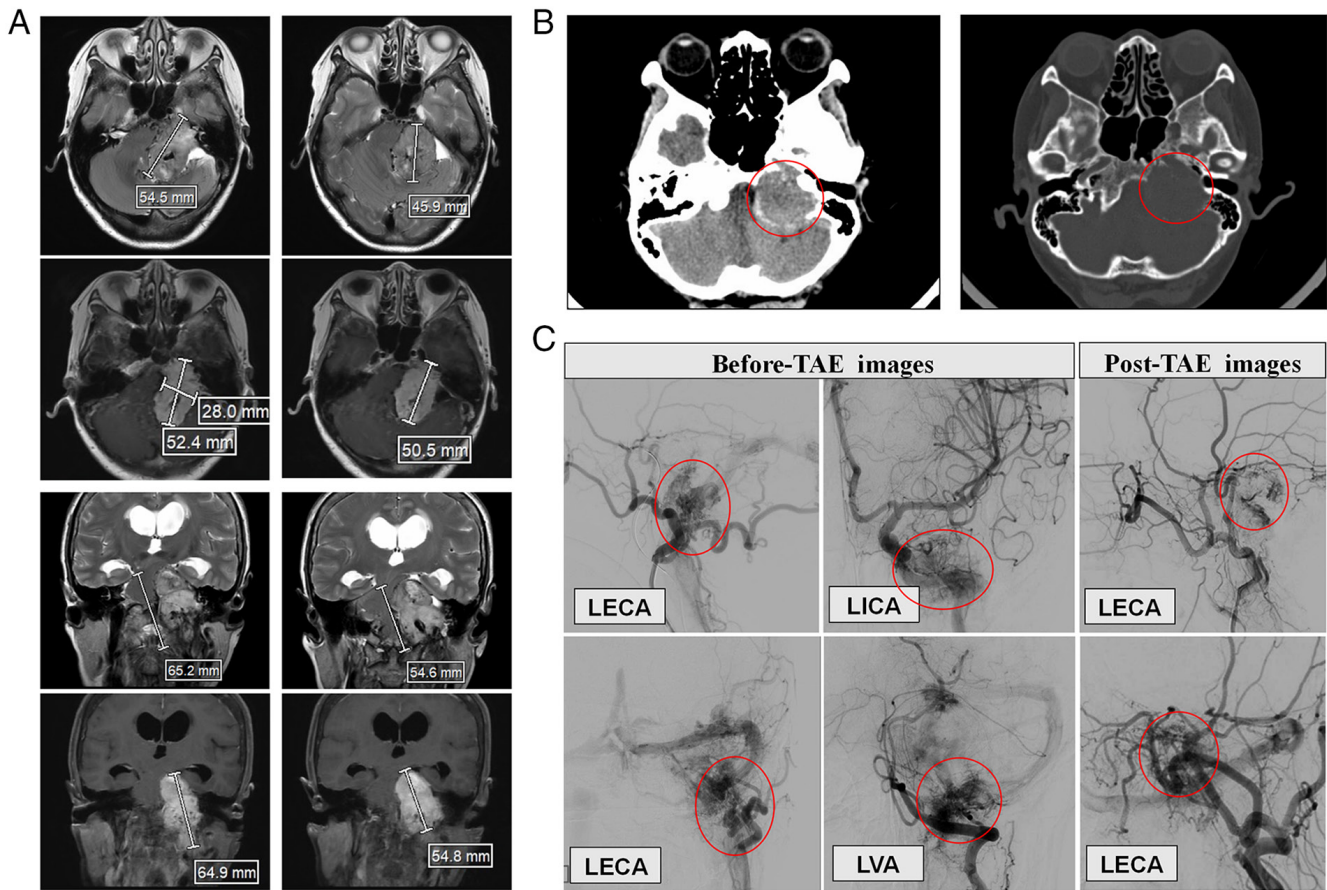 A
54.5 mm
45.9 mm
28.0 mm
52.4 mm
50.5 mm
65.2 mm
54.6 mm
64.9 mm
54.8 mm
B
C
Before-TAE images
Post-TAE images
LECA
LICA
LECA
LECA
LVA
LECA